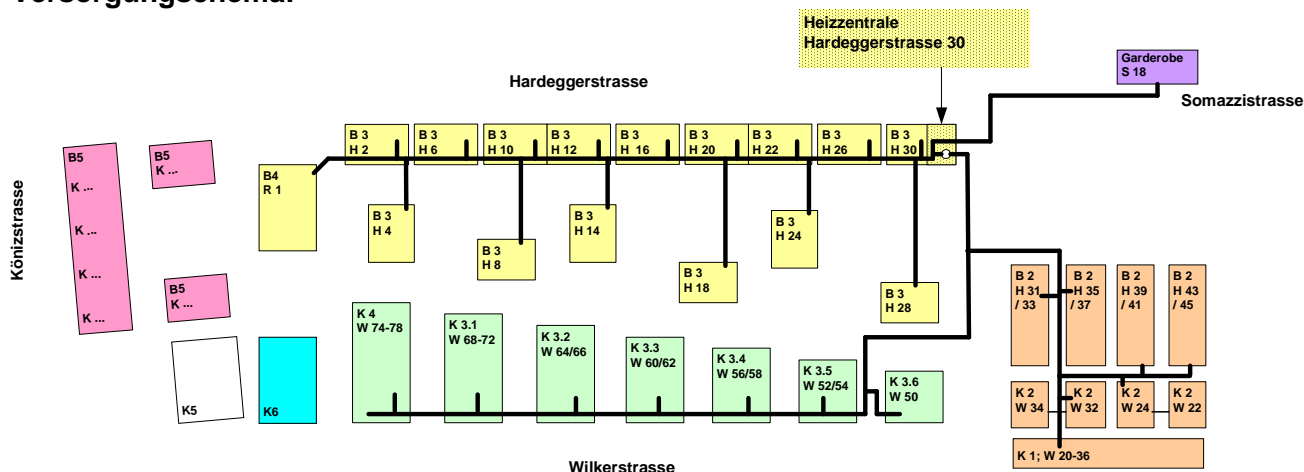 Versorgungschema:
Heizzentrale
Hardeggerstrasse 30
Garderobe
S 18
Hardeggerstrasse
Somazzistrasse
Könizstrasse
B5
K ...
K ...
K ...
K ...
B5
K ...
B5
K ...
K5
K6
B4
R 1
B 3
H 2
B 3
H 6
B 3
H 10
B 3
H 12
B 3
H 16
B 3
H 20
B 3
H 22
B 3
H 26
B 3
H 30
B 3
H 4
B 3
H 8
B 3
H 14
B 3
H 18
B 3
H 24
B 3
H 28
K 4
W 74-78
K 3.1
W 68-72
K 3.2
W 64/66
K 3.3
W 60/62
K 3.4
W 56/58
K 3.5
W 52/54
K 3.6
W 50
B 2
H 31
/ 33
B 2
H 35
/ 37
B 2
H 39
/ 41
B 2
H 43
/ 45
K 2
W 34
K 2
W 32
K 2
W 24
K 2
W 22
K 1; W 20-36
Wilkerstrasse